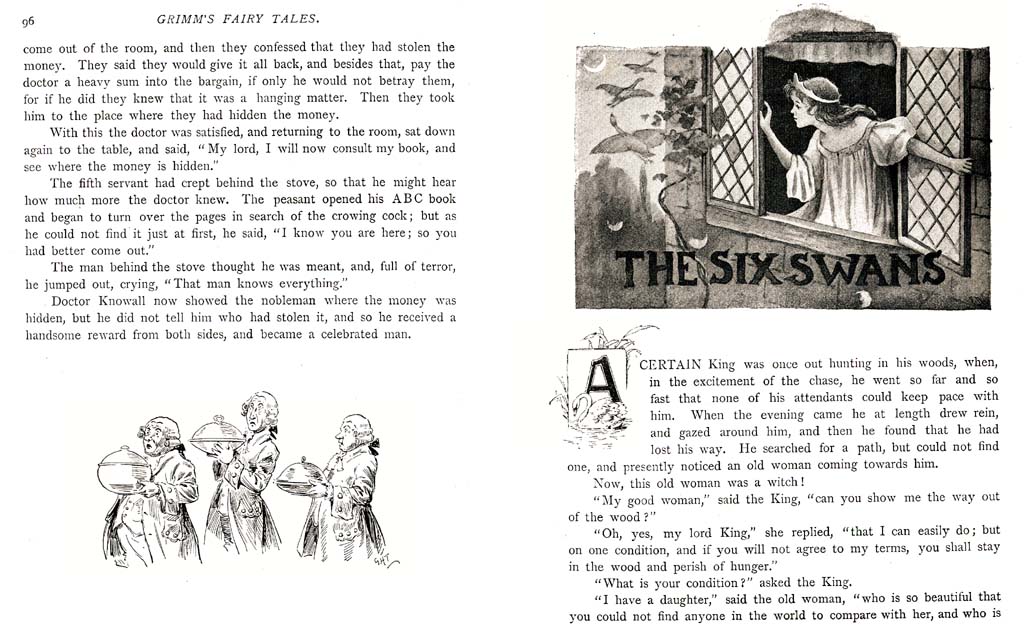 96
GRIMM'S FAIRY TALES.
come out of the room, and then they confessed that they had stolen the
money. They said they would give it all back, and besides that, pay the
doctor a heavy sum into the bargain, if only he would not betray them,
for if he did they knew that it was a hanging matter. Then they took
him to the place where they had hidden the money.
With this the doctor was satisfied, and returning to the room, sat down
again to the table, and said, "My lord, I will now consult my book, and
see where the money is hidden."
The fifth servant had crept behind the stove, so that he might hear
how much more the doctor knew. The peasant opened his ABC book
and began to turn over the pages in search of the crowing cock; but as
he could not find it just at first, he said, "I know you are here; so you
had better come out."
The man behind the stove thought he was meant, and, full of terror,
he jumped out, crying, "That man knows everything."
Doctor Knowall now showed the nobleman where the money was
hidden, but he did not tell him who had stolen it, and so he received a
handsome reward from both sides, and became a celebrated man.
GHT
THE SIX SWANS
A CERTAIN King was once out hunting in his woods, when,
in the excitement of the chase, he went so far and so
fast that none of his attendants could keep pace with
him. When the evening came he at length drew rein,
and gazed around him, and then he found that he had
lost his way. He searched for a path, but could not find
one, and presently noticed an old woman coming towards him.
Now, this old woman was a witch!
"My good woman," said the King, "can you show me the way out
of the wood?"
"Oh, yes, my lord King," she replied, "that I can easily do; but
on one condition, and if you will not agree to my terms, you shall stay
in the wood and perish of hunger."
"What is your condition?" asked the King.
"I have a daughter," said the old woman, "who is so beautiful that
you could not find anyone in the world to compare with her, and who is